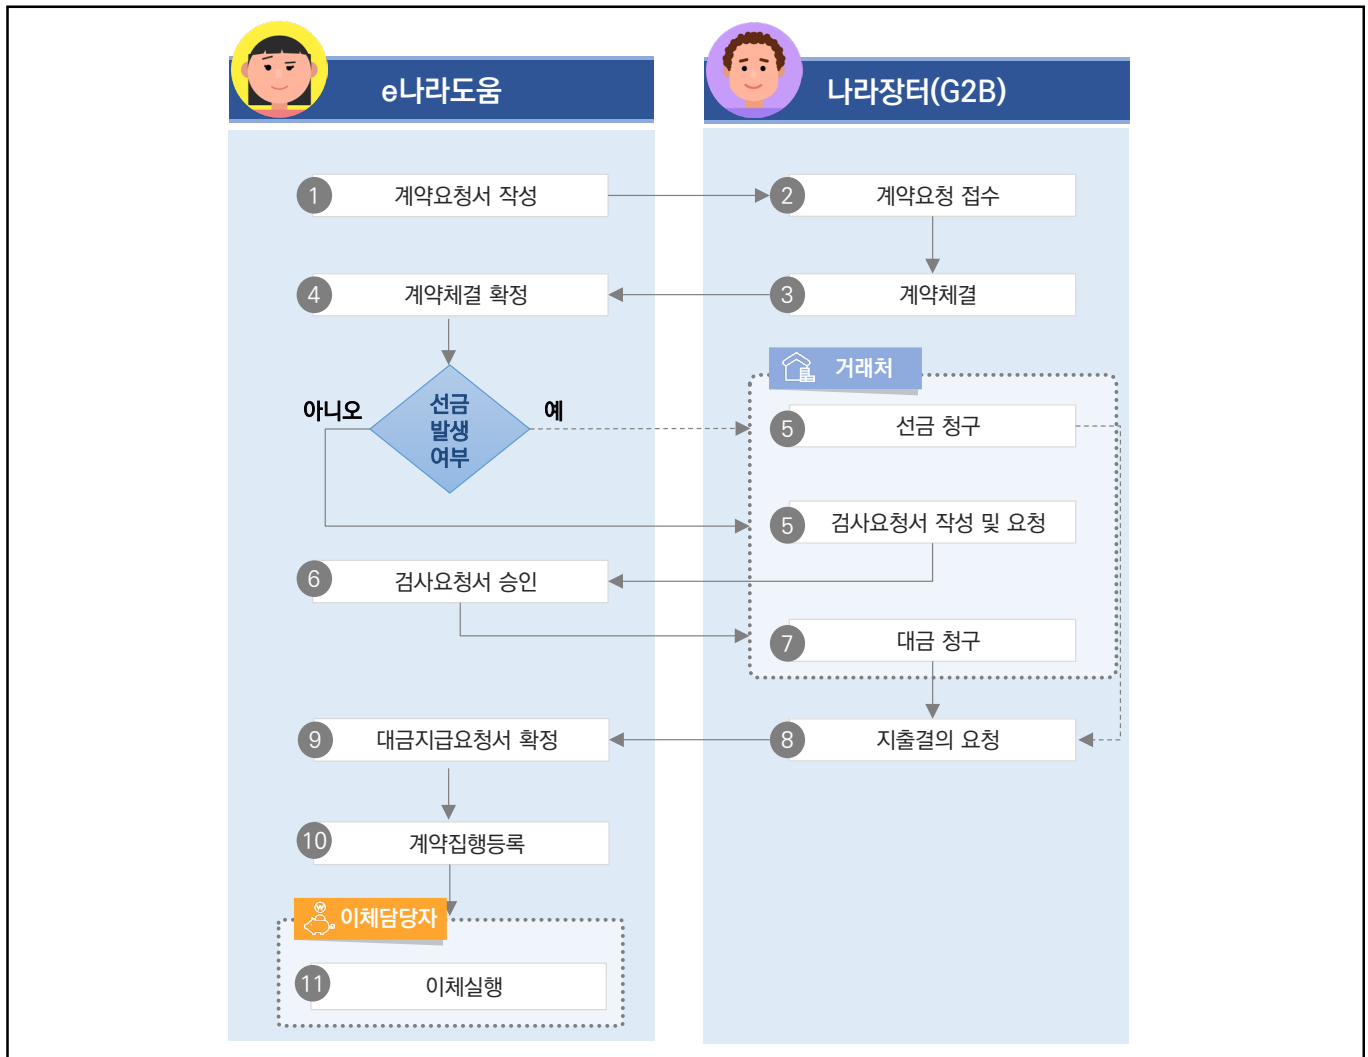 e나라도움
나라장터(G2B)
1 계약요청서 작성
2 계약요청 접수
4 계약체결 확정
3 계약체결
거래처
아니오
선금
발생
여부
예
5 선금 청구
5 검사요청서 작성 및 요청
6 검사요청서 승인
7 대금 청구
9 대금지급요청서 확정
8 지출결의 요청
10 계약집행등록
₩
이체담당자
11 이체실행